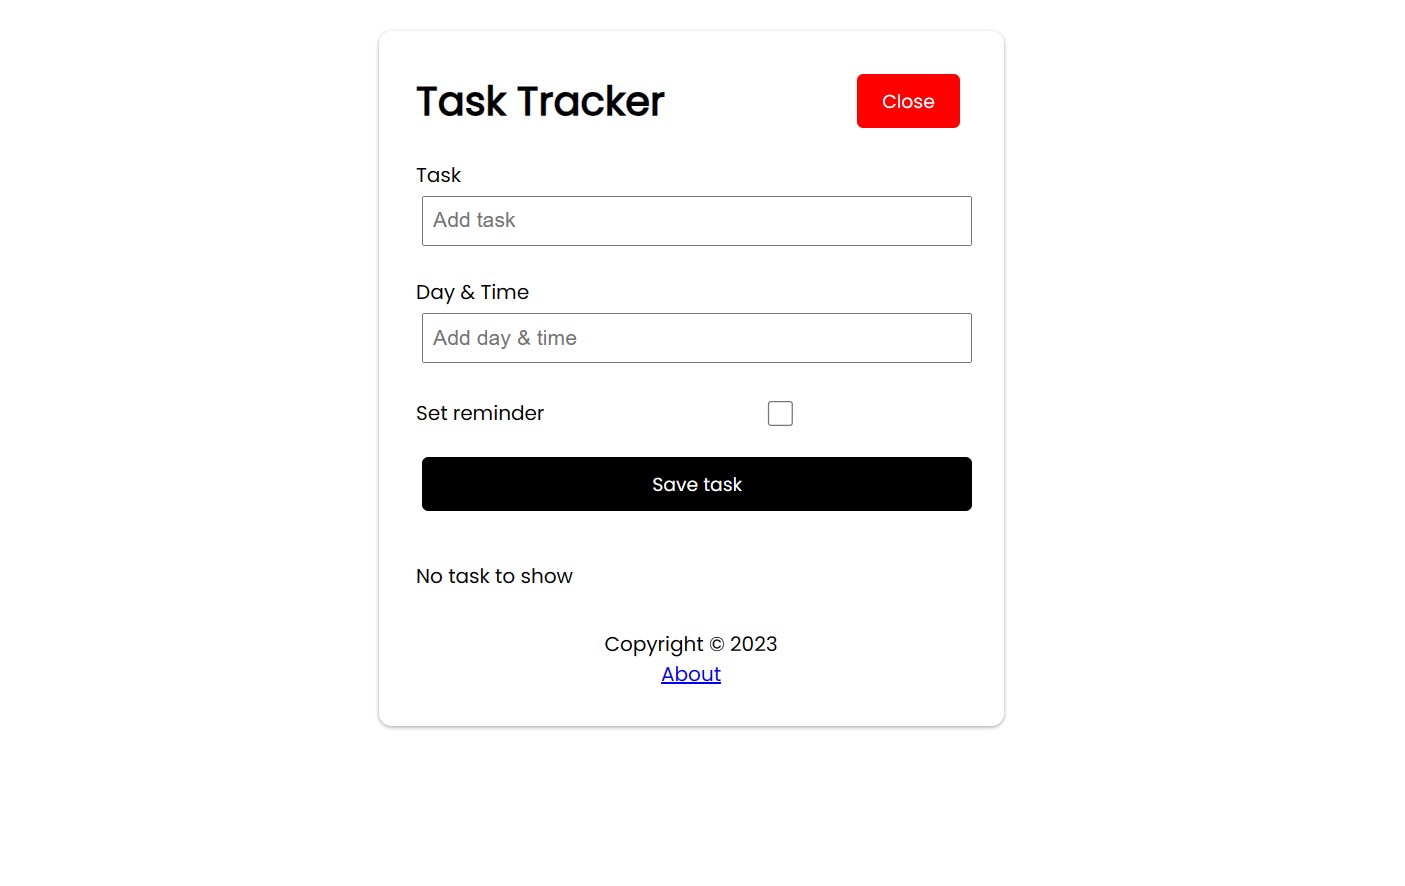 Task Tracker
Close
Task
Add task
Day & Time
Add day & time
Set reminder
Save task
No task to show
Copyright © 2023
About